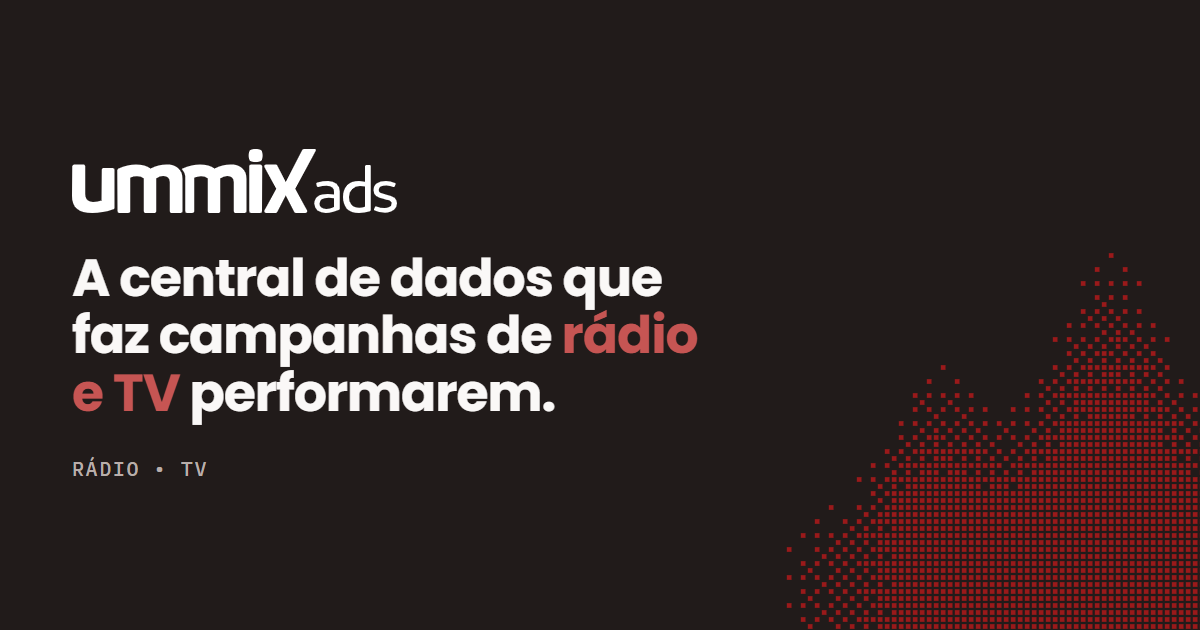 ummix ads
A central de dados que
faz campanhas de rádio
e TV performarem.
RÁDIO • TV